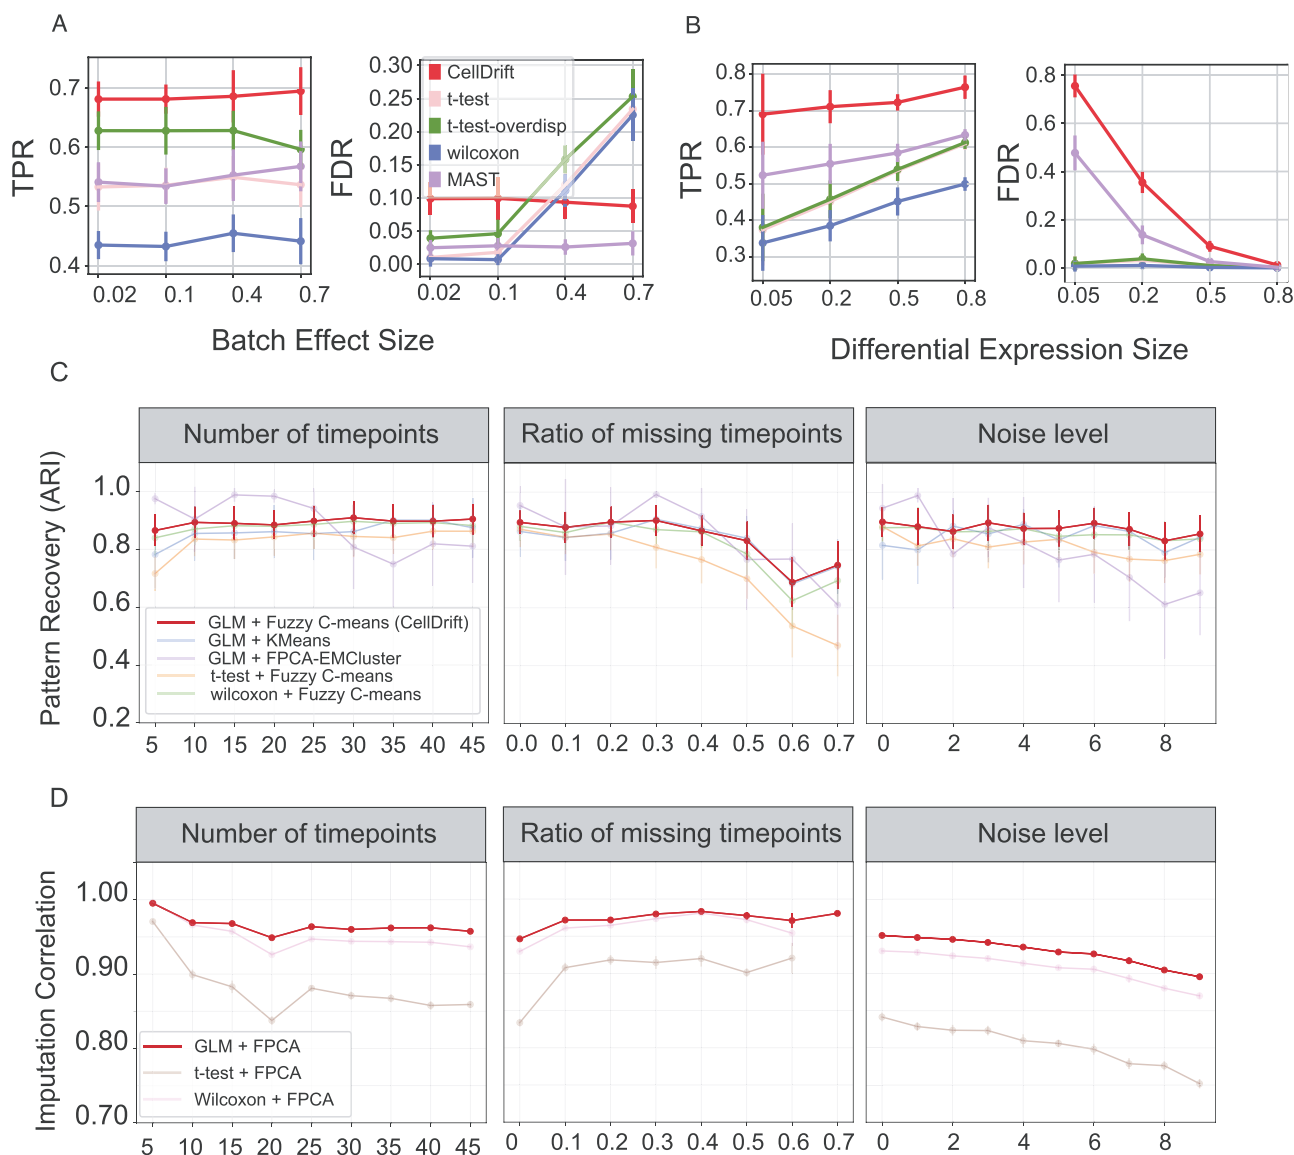 A
B
0.7
0.6
0.5
0.4
TPR
0.02 0.1 0.4 0.7
0.30
0.25
0.20
0.15
0.10
0.05
0.00
FDR
CellDrift
t-test
t-test-overdisp
wilcoxon
MAST
0.02 0.1 0.4 0.7
Batch Effect Size
0.8
0.7
0.6
0.5
0.4
0.3
TPR
0.05 0.2 0.5 0.8
0.8
0.6
0.4
0.2
0.0
FDR
0.05 0.2 0.5 0.8
Differential Expression Size
C
Number of timepoints
Ratio of missing timepoints
Noise level
Pattern Recovery (ARI)
1.0
0.8
0.6
0.4
0.2
GLM + Fuzzy C-means (CellDrift)
GLM + KMeans
GLM + FPCA-EMCluster
t-test + Fuzzy C-means
wilcoxon + Fuzzy C-means
5 10 15 20 25 30 35 40 45
0.0 0.1 0.2 0.3 0.4 0.5 0.6 0.7
0 2 4 6 8
D
Number of timepoints
Ratio of missing timepoints
Noise level
Imputation Correlation
1.00
0.90
0.80
0.70
GLM + FPCA
t-test + FPCA
Wilcoxon + FPCA
5 10 15 20 25 30 35 40 45
0 0.1 0.2 0.3 0.4 0.5 0.6 0.7
0 2 4 6 8